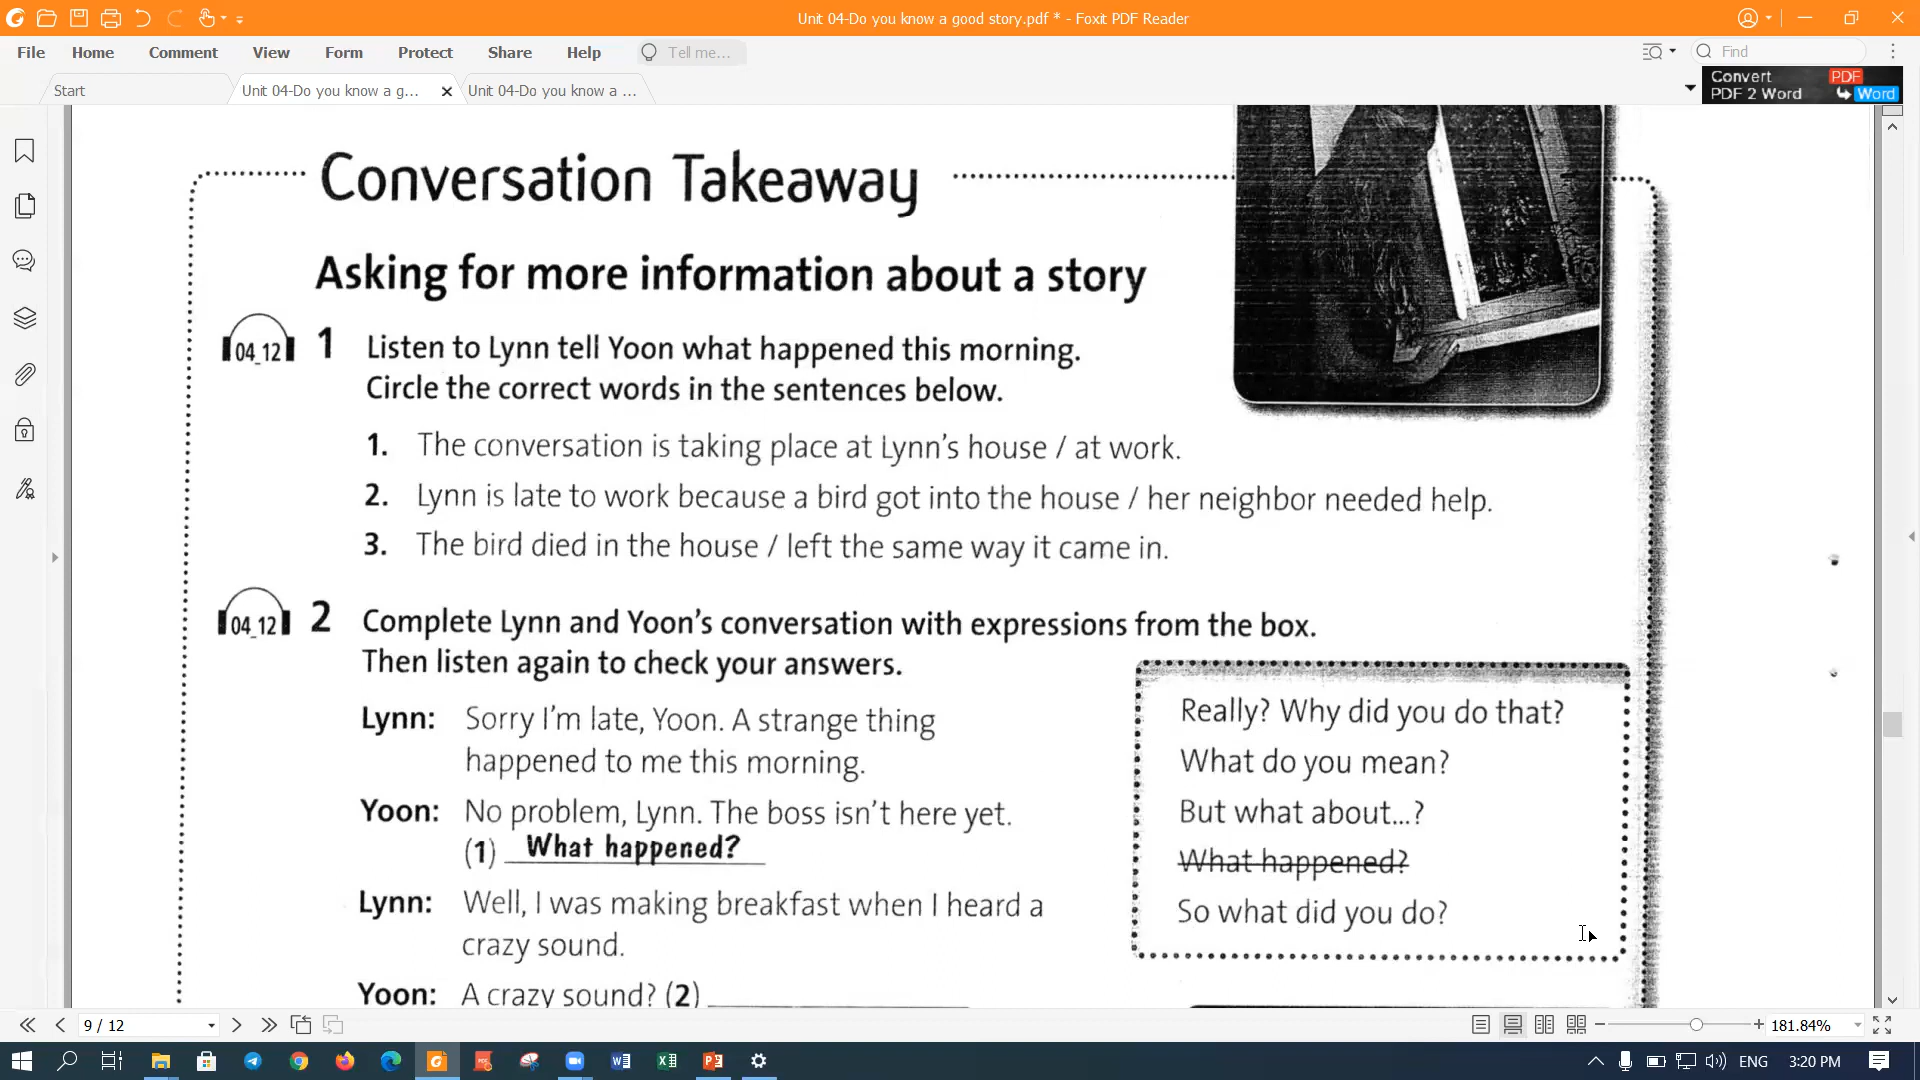 Unit 04-Do you know a good story.pdf * - Foxit PDF Reader
File Home Comment View Form Protect Share Help Tell me... Find
Start Unit 04-Do you know a g... Unit 04-Do you know a ...
Convert PDF
PDF 2 Word Word
Conversation Takeaway
Asking for more information about a story
04_12 1 Listen to Lynn tell Yoon what happened this morning.
Circle the correct words in the sentences below.
1. The conversation is taking place at Lynn's house / at work.
2. Lynn is late to work because a bird got into the house / her neighbor needed help.
3. The bird died in the house / left the same way it came in.
04_12 2 Complete Lynn and Yoon's conversation with expressions from the box.
Then listen again to check your answers.
Lynn: Sorry I'm late, Yoon. A strange thing
happened to me this morning.
Yoon: No problem, Lynn. The boss isn't here yet.
(1) What happened?
Lynn: Well, I was making breakfast when I heard a
crazy sound.
Yoon: A crazy sound? (2)
Really? Why did you do that?
What do you mean?
But what about...?
What happened?
So what did you do?
9 / 12 181.84%
ENG 3:20 PM